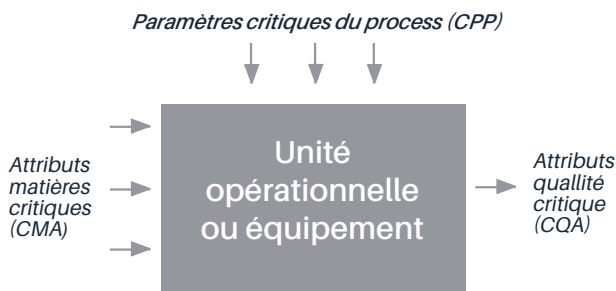 Paramètres critiques du process (CPP)
Attributs
matières
critiques
(CMA)
Unité
opérationnelle
ou équipement
Attributs
quallité
critique
(CQA)